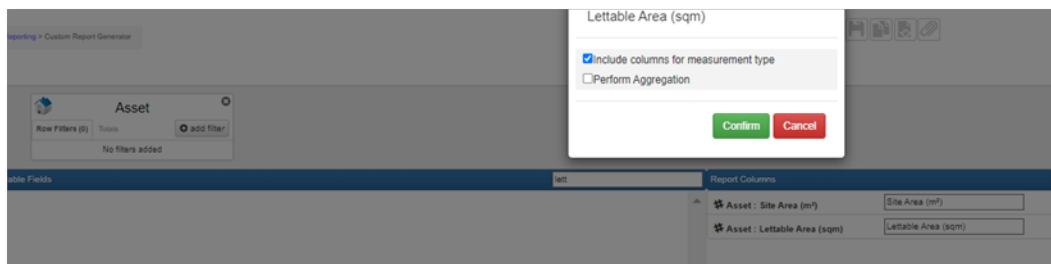 Lettable Area (sqm)
eporting > Custom Report Generator
Include columns for measurement type
Perform Aggregation
Confirm Cancel
Asset
Row Filters (0) Totals add filter
No filters added
able Fields lett Report Columns
Asset : Site Area (m²) Site Area (m²)
Asset : Lettable Area (sqm) Lettable Area (sqm)